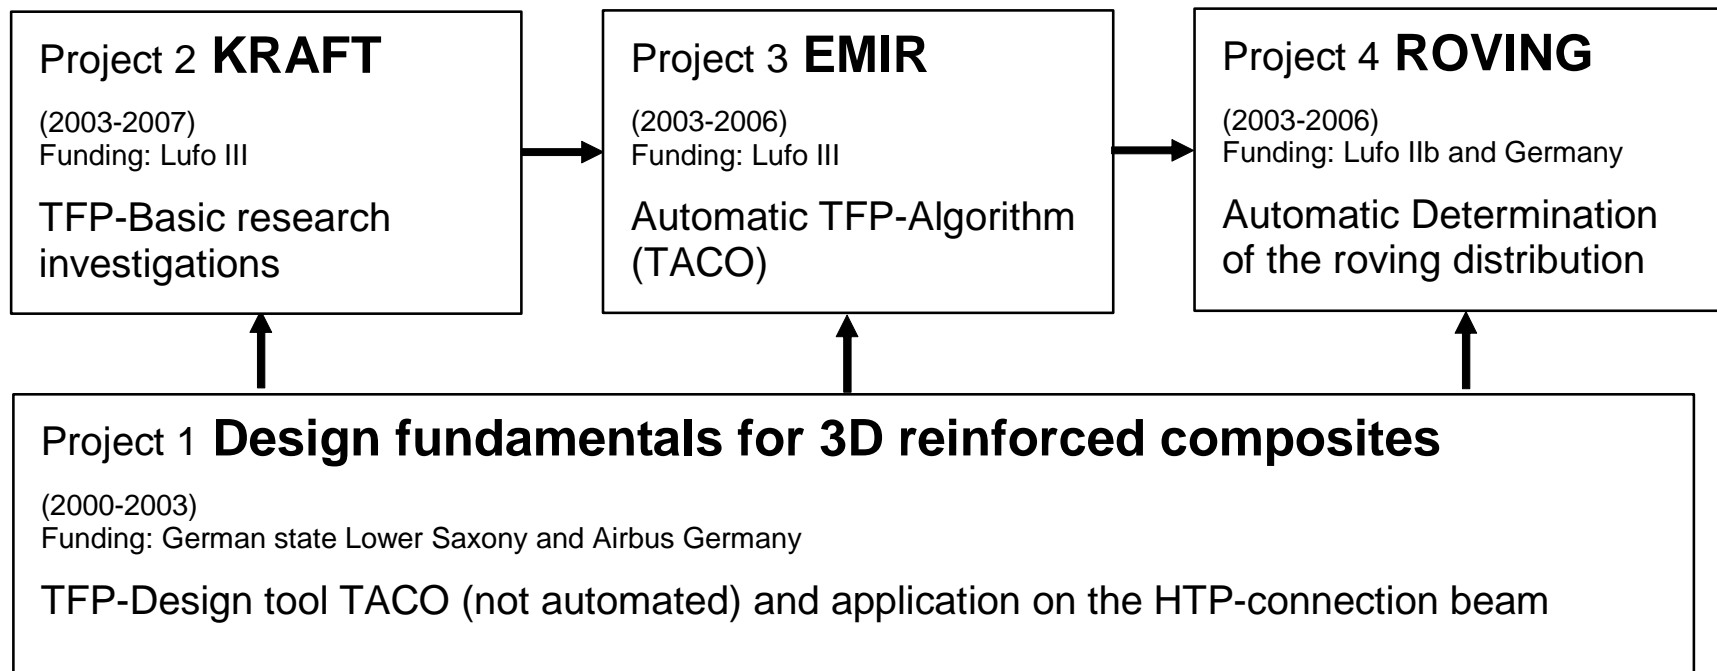 Project 2 KRAFT
(2003-2007)
Funding: Lufo III
TFP-Basic research
investigations
Project 3 EMIR
(2003-2006)
Funding: Lufo III
Automatic TFP-Algorithm
(TACO)
Project 4 ROVING
(2003-2006)
Funding: Lufo IIb and Germany
Automatic Determination
of the roving distribution
Project 1 Design fundamentals for 3D reinforced composites
(2000-2003)
Funding: German state Lower Saxony and Airbus Germany
TFP-Design tool TACO (not automated) and application on the HTP-connection beam